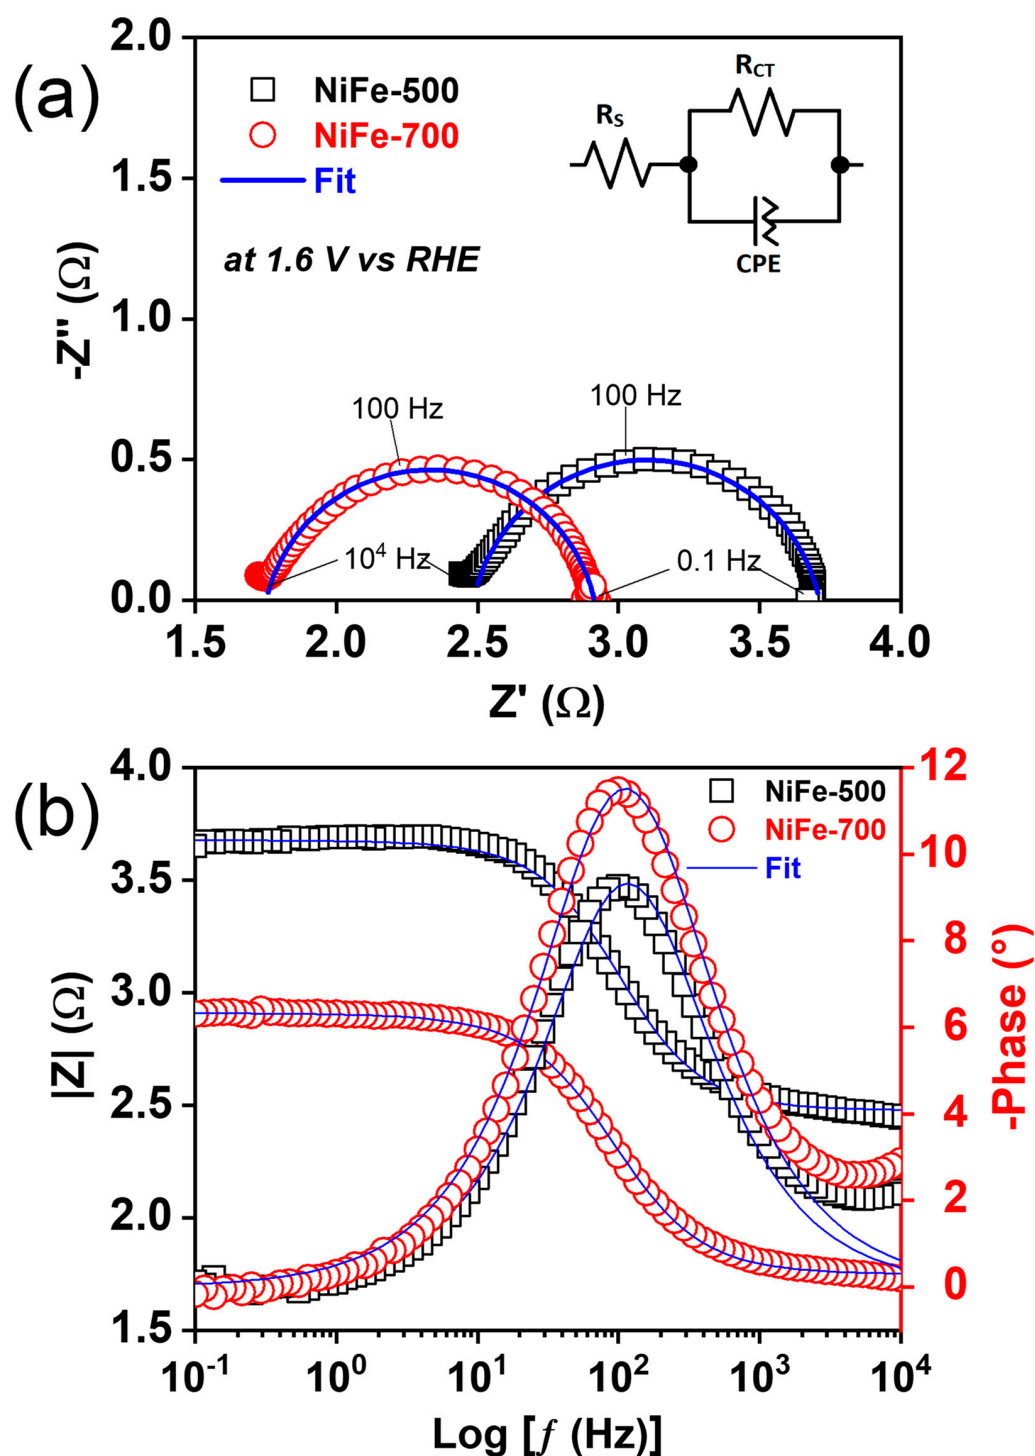 (a)
2.0
1.5
1.0
0.5
0.0
-Z'' (Ω)
NiFe-500
NiFe-700
Fit
at 1.6 V vs RHE
R_S
R_CT
CPE
100 Hz
100 Hz
10^4 Hz
0.1 Hz
1.5 2.0 2.5 3.0 3.5 4.0
Z' (Ω)
(b)
4.0
3.5
3.0
2.5
2.0
1.5
|Z| (Ω)
NiFe-500
NiFe-700
Fit
12
10
8
6
4
2
0
-Phase (°)
10^-1 10^0 10^1 10^2 10^3 10^4
Log [f (Hz)]